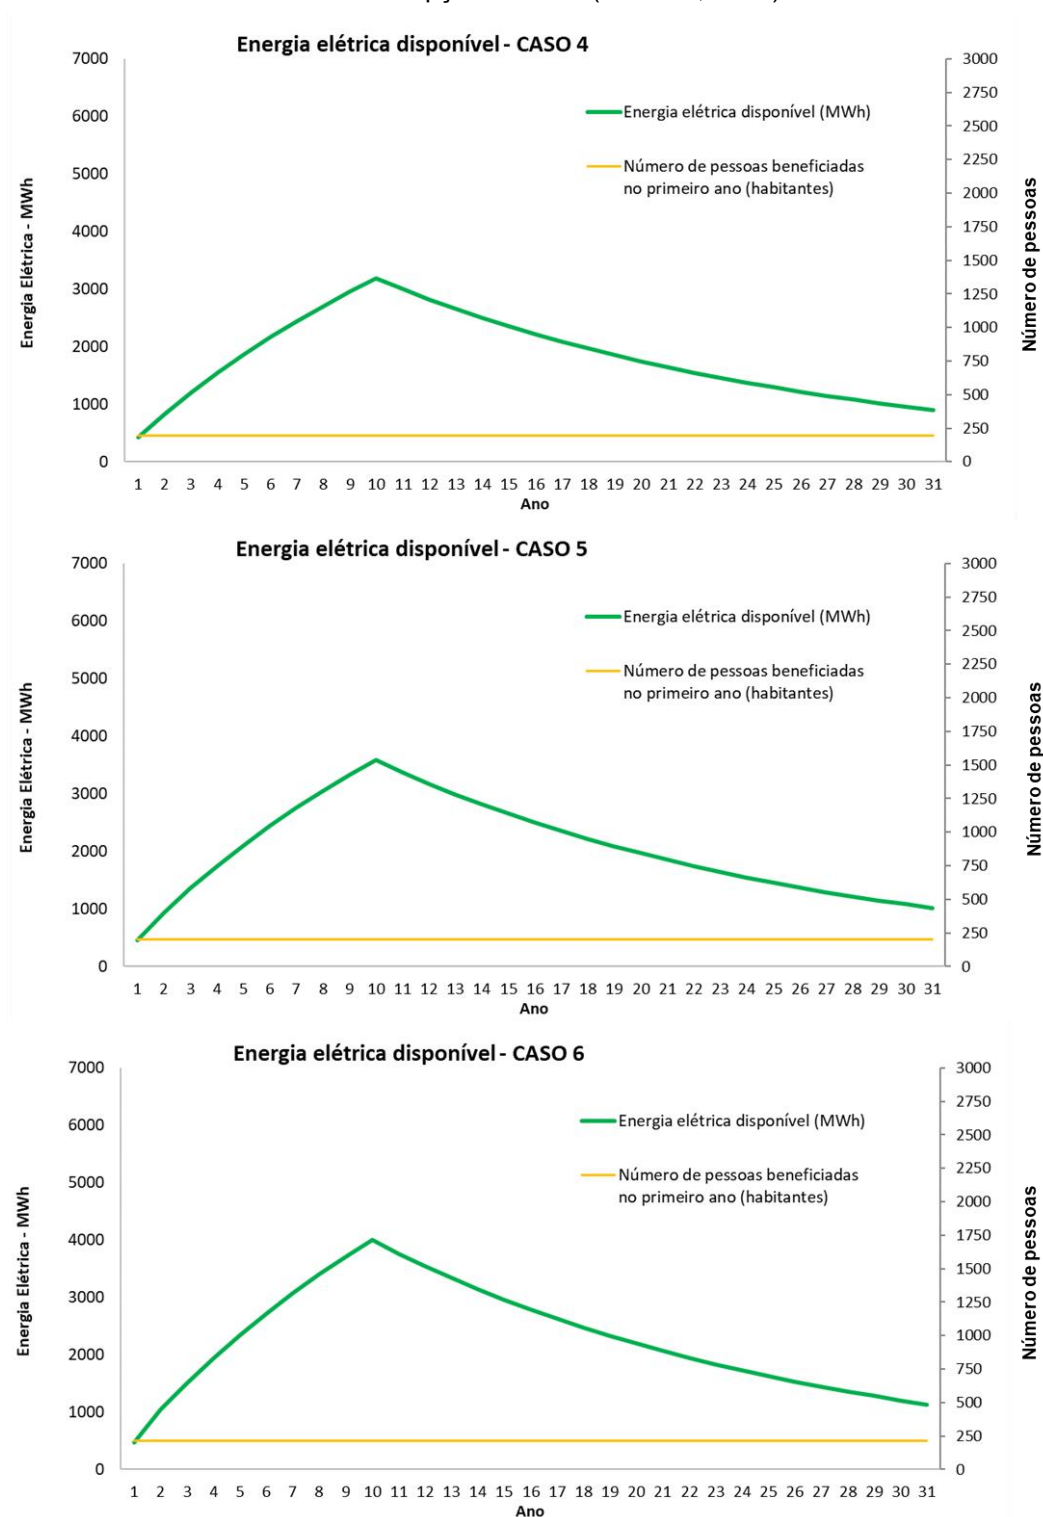 Energia elétrica disponível - CASO 4
7000
6000
5000
4000
3000
2000
1000
0
Energia Elétrica - MWh
Energia elétrica disponível (MWh)
Número de pessoas beneficiadas
no primeiro ano (habitantes)
3000
2750
2500
2250
2000
1750
1500
1250
1000
750
500
250
0
Número de pessoas
1 2 3 4 5 6 7 8 9 10 11 12 13 14 15 16 17 18 19 20 21 22 23 24 25 26 27 28 29 30 31
Ano
Energia elétrica disponível - CASO 5
7000
6000
5000
4000
3000
2000
1000
0
Energia Elétrica - MWh
Energia elétrica disponível (MWh)
Número de pessoas beneficiadas
no primeiro ano (habitantes)
3000
2750
2500
2250
2000
1750
1500
1250
1000
750
500
250
0
Número de pessoas
1 2 3 4 5 6 7 8 9 10 11 12 13 14 15 16 17 18 19 20 21 22 23 24 25 26 27 28 29 30 31
Ano
Energia elétrica disponível - CASO 6
7000
6000
5000
4000
3000
2000
1000
0
Energia Elétrica - MWh
Energia elétrica disponível (MWh)
Número de pessoas beneficiadas
no primeiro ano (habitantes)
3000
2750
2500
2250
2000
1750
1500
1250
1000
750
500
250
0
Número de pessoas
1 2 3 4 5 6 7 8 9 10 11 12 13 14 15 16 17 18 19 20 21 22 23 24 25 26 27 28 29 30 31
Ano